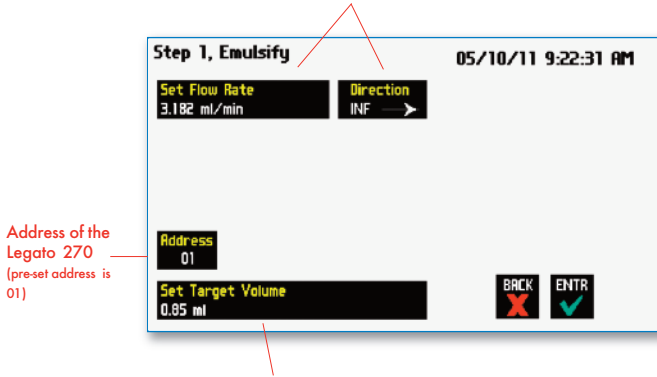 Step 1, Emulsify
05/10/11 9:22:31 AM
Set Flow Rate
3.182 ml/min
Direction
INF
Address of the
Legato 270
(pre-set address is
01)
Address
01
Set Target Volume
0.85 ml
BACK
ENTR